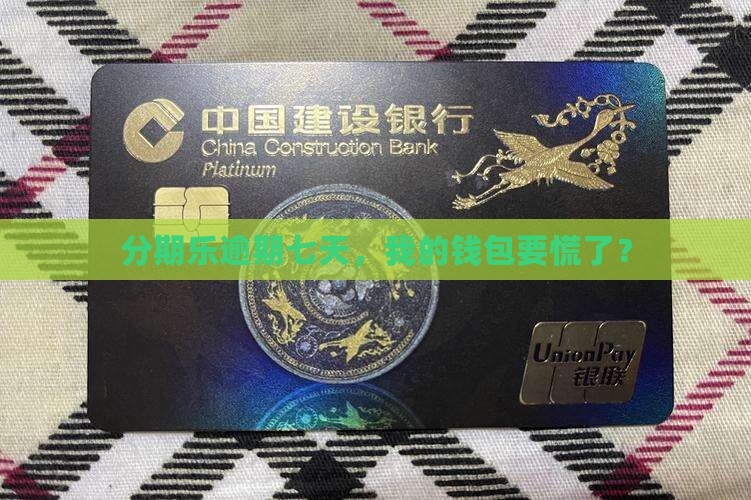 中国建设银行
China Construction Bank
Platinum
分期乐逾期七天，我的钱包要慌了？
UnionPay
银联